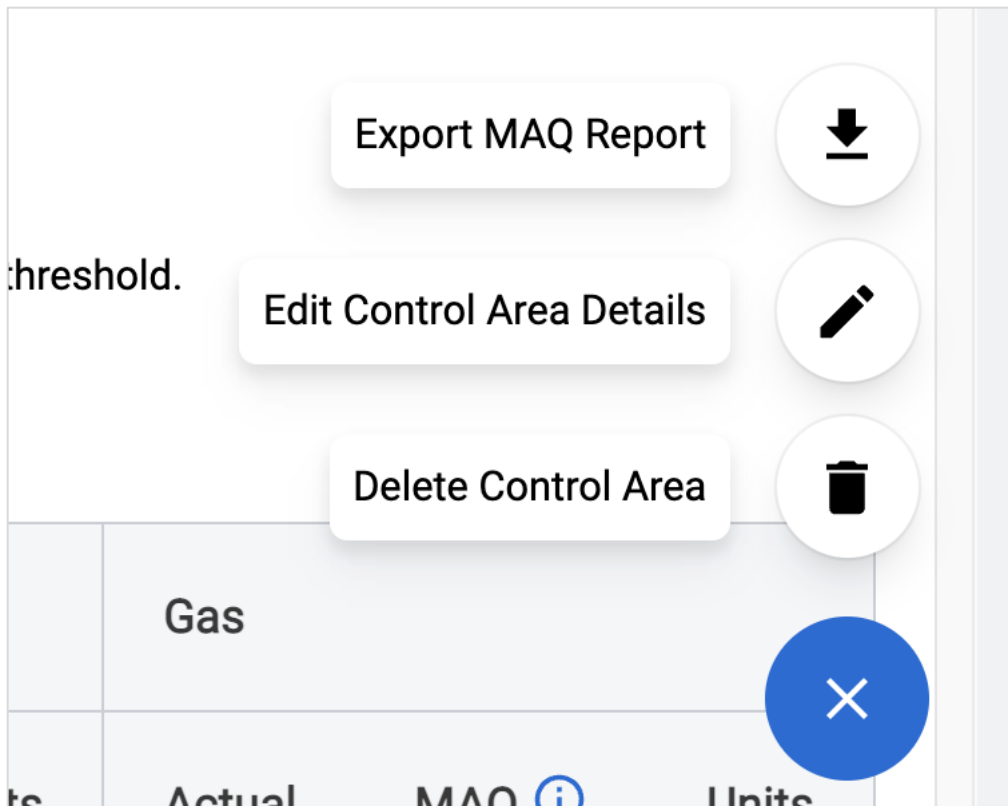 Export MAQ Report
threshold.
Edit Control Area Details
Delete Control Area
Gas
Actual MAQ Units